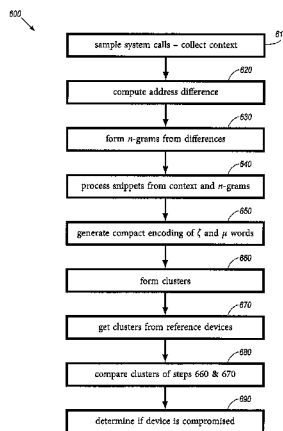 600
61
sample system calls – collect context
620
compute address difference
630
form n-grams from differences
640
process snippets from context and n-grams
650
generate compact encoding of ζ and μ words
660
form clusters
670
get clusters from reference devices
680
compare clusters of steps 660 & 670
690
determine if device is compromised